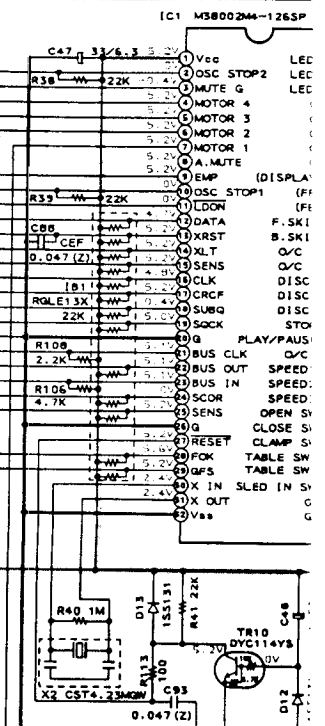 IC1 M38002M4-126SP
C47 33/6.3 5.2V
1 Vcc LED
R38 22K 5.2V 2 OSC STOP2 LED
0.4V 3 MUTE G LED
5.2V 4 MOTOR 4
5.2V 5 MOTOR 3
5.2V 6 MOTOR 2
5.2V 7 MOTOR 1
5.2V 8 A.MUTE
0V 9 EMP (DISPLA
R39 22K 0V 10 OSC STOP1 (F
11 LDON (F
12 DATA F.SKI
C88 5.2V 13 XRST B.SKI
CEF
0.047(Z) 5.2V 14 XLT O/C
4.8V 15 SENS O/C
IB1 5.2V 16 CLK DISC
RGLE13X 0.4V 17 CRCF DISC
22K 5.0V 18 SUBQ DISC
19 SQCK STO
20 G PLAY/PAUS
R108 2.2K 21 BUS CLK O/C
22 BUS OUT SPEED
R106 4.7K 23 BUS IN SPEED
24 SCOR SPEED
25 SENS OPEN S
26 G CLOSE S
27 RESET CLAMP S
28 FOK TABLE SW
29 GFS TABLE SW
2.4V 30 X IN SLED IN S
2.4V 31 X OUT
32 Vss
R40 1M
D13
1SS131
R41 22K
C48
TR10
DYC114YS
5.2V
0V
R113
100
X2 CST4.23MGW
C93
0.047(Z)
D12